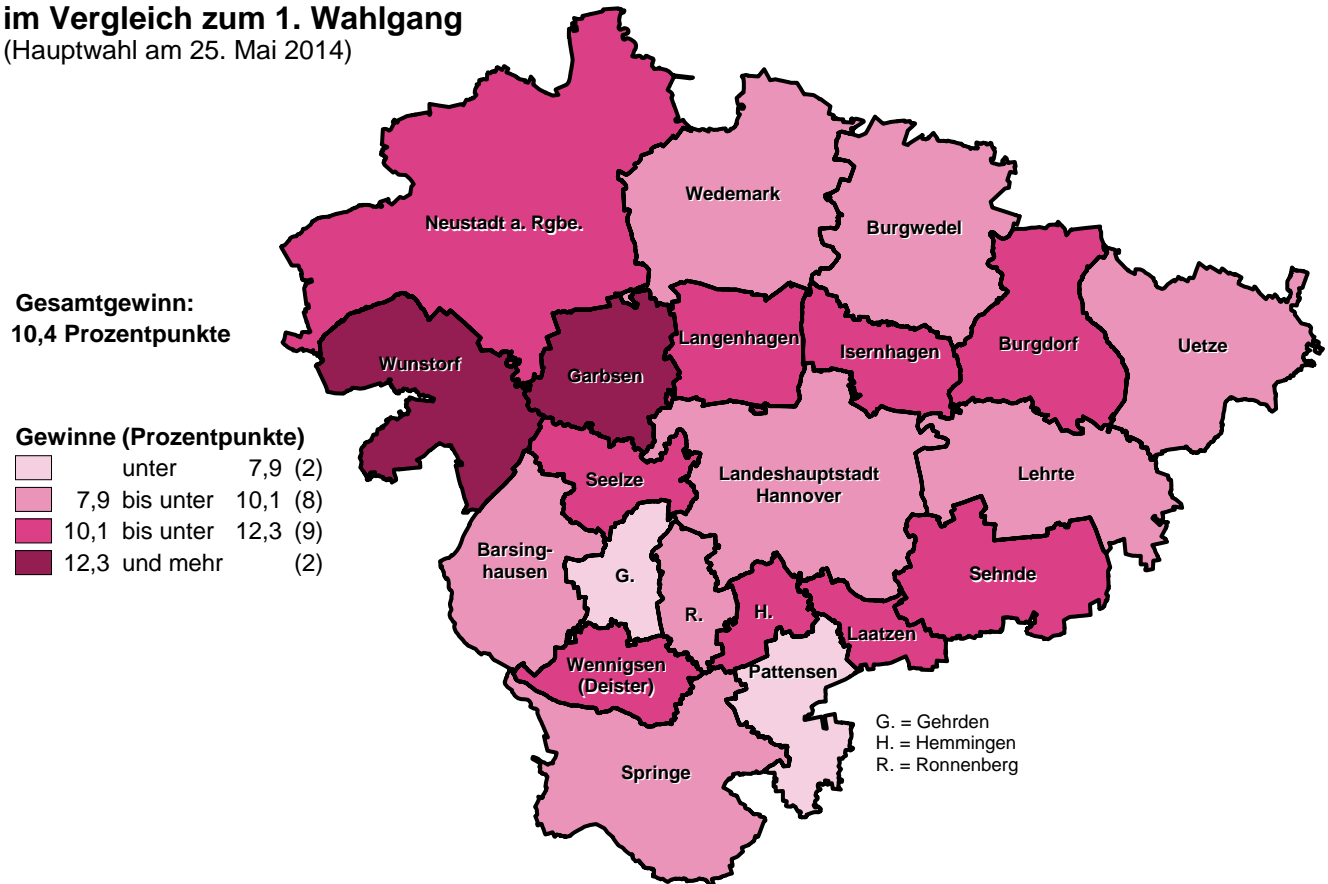 im Vergleich zum 1. Wahlgang
(Hauptwahl am 25. Mai 2014)
Wedemark
Neustadt a. Rgbe.
Burgwedel
Gesamtgewinn:
10,4 Prozentpunkte
Langenhagen
Isernhagen
Burgdorf
Uetze
Wunstorf
Garbsen
Gewinne (Prozentpunkte)
unter 7,9 (2)
7,9 bis unter 10,1 (8)
10,1 bis unter 12,3 (9)
12,3 und mehr (2)
Seelze
Landeshauptstadt
Hannover
Lehrte
Barsing-
hausen
G.
R.
H.
Sehnde
Laatzen
Wennigsen
(Deister)
Pattensen
Springe
G. = Gehrden
H. = Hemmingen
R. = Ronnenberg